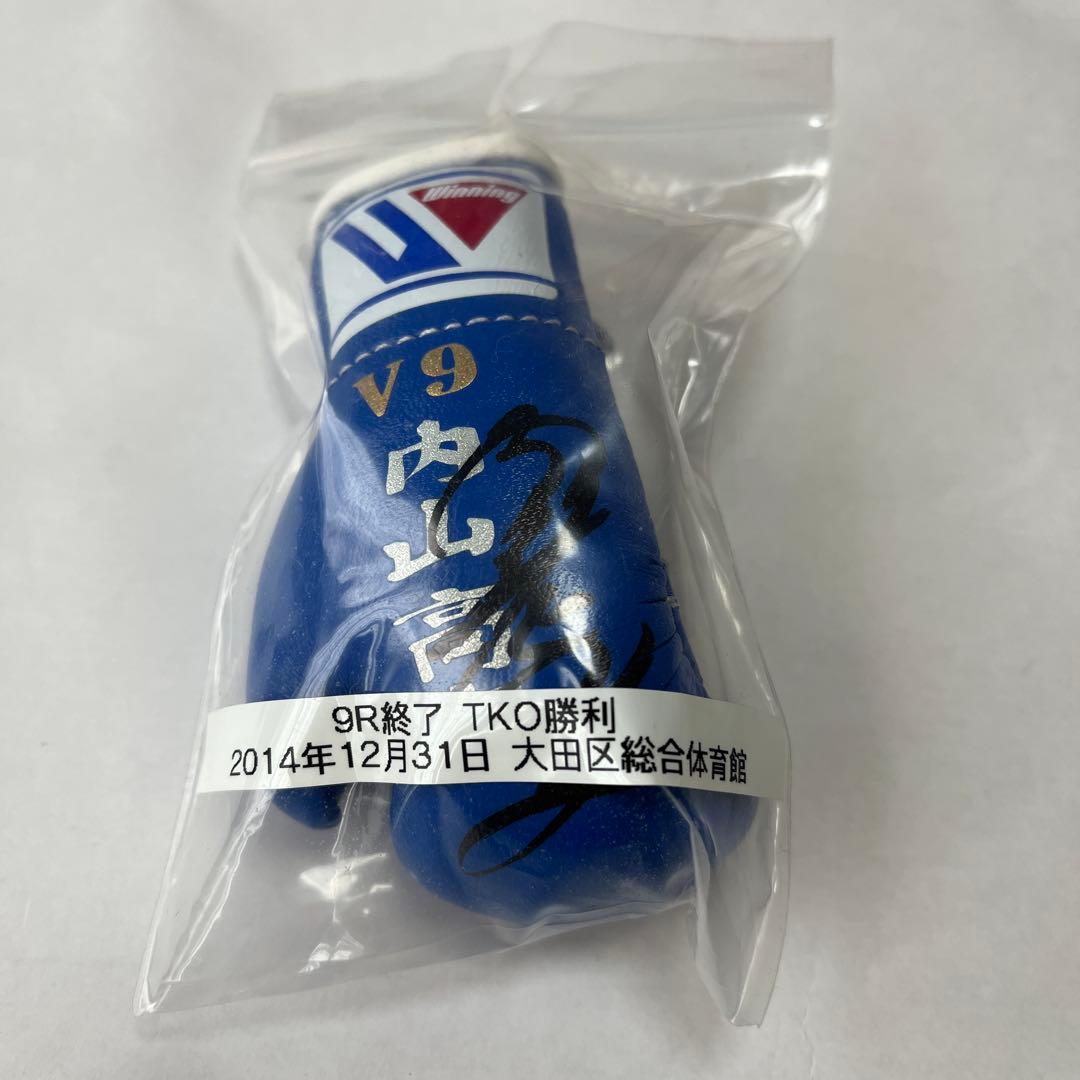 Winning
V9
内山高
9R終了 TKO勝利
2014年12月31日 大田区総合体育館